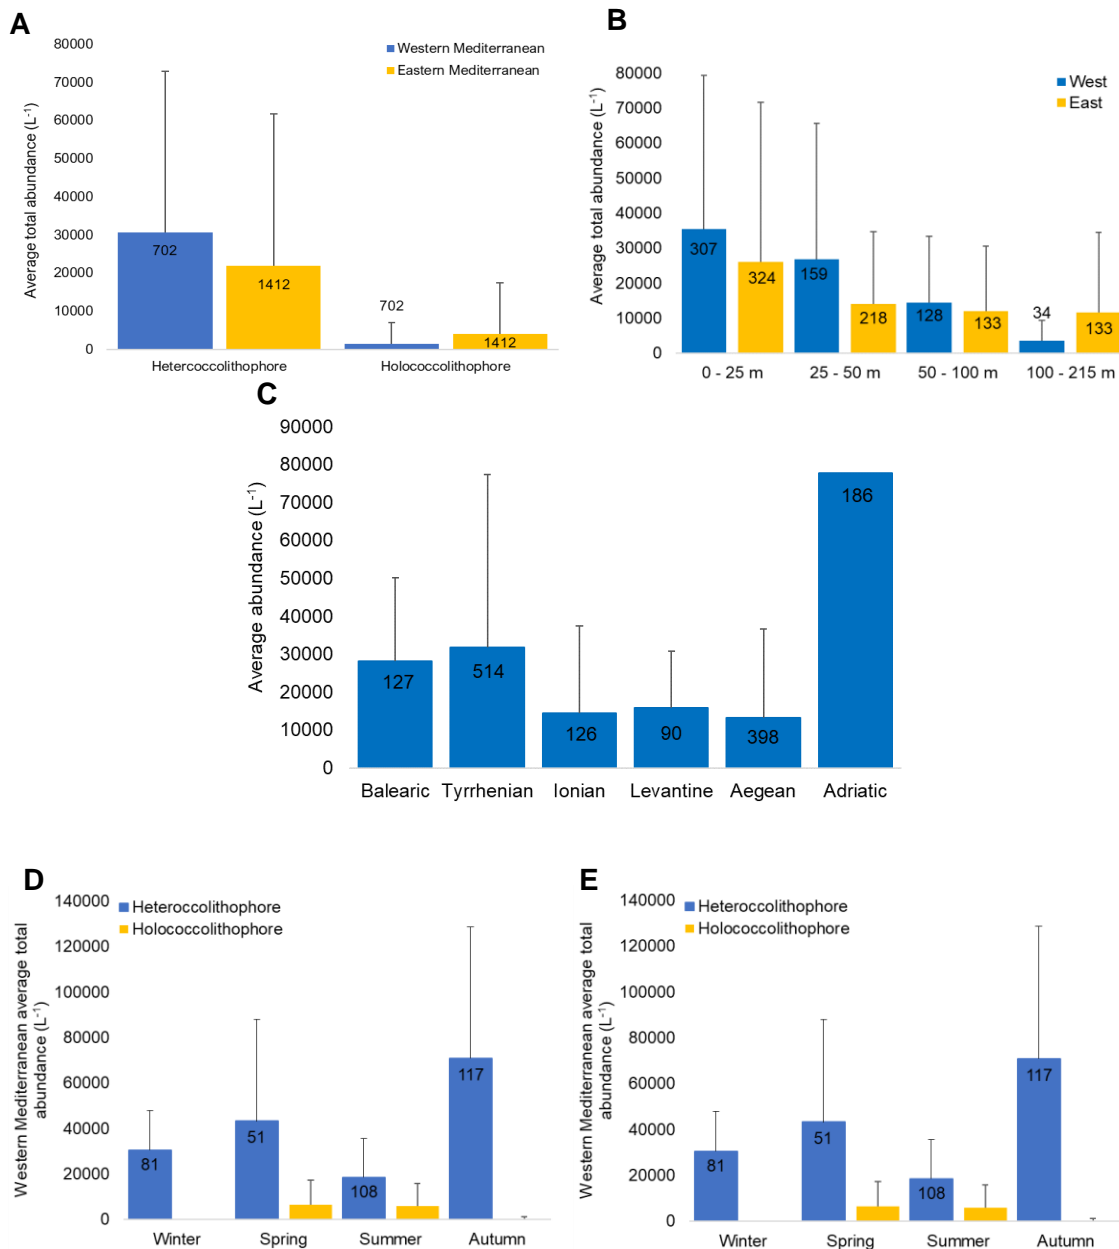 A
80000
70000
60000
50000
40000
30000
20000
10000
0
Average total abundance (L-1)
Western Mediterranean
Eastern Mediterranean
702
1412
702
1412
Hetercoccolithophore
Holococcolithophore
B
80000
70000
60000
50000
40000
30000
20000
10000
0
Average total abundance (L-1)
West
East
307
324
159
218
128
133
34
133
0 - 25 m
25 - 50 m
50 - 100 m
100 - 215 m
C
90000
80000
70000
60000
50000
40000
30000
20000
10000
0
Average abundance (L-1)
127
514
126
90
398
186
Balearic
Tyrrhenian
Ionian
Levantine
Aegean
Adriatic
D
140000
120000
100000
80000
60000
40000
20000
0
Western Mediterranean average total
abundance (L-1)
Heteroccolithophore
Holococcolithophore
81
51
108
117
Winter
Spring
Summer
Autumn
E
140000
120000
100000
80000
60000
40000
20000
0
Western Mediterranean average total
abundance (L-1)
Heteroccolithophore
Holococcolithophore
81
51
108
117
Winter
Spring
Summer
Autumn